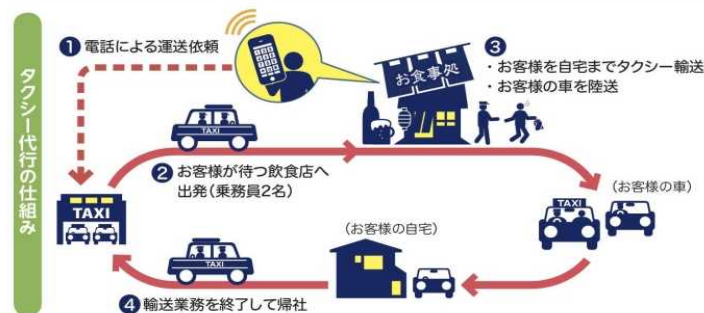 タクシー代行の仕組み
❶ 電話による運送依頼
お食事処
❸
・お客様を自宅までタクシー輸送
・お客様の車を陸送
TAXI
❷ お客様が待つ飲食店へ
出発(乗務員2名)
TAXI
TAXI
(お客様の車)
(お客様の自宅)
TAXI
❹ 輸送業務を終了して帰社